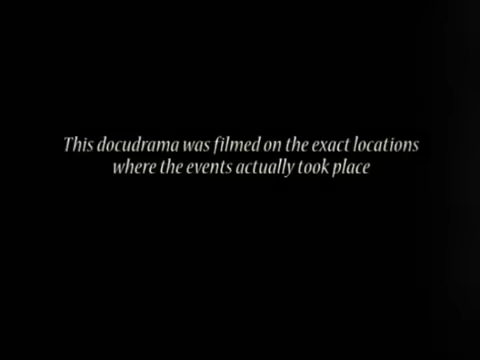 This docudrama was filmed on the exact locations
where the events actually took place